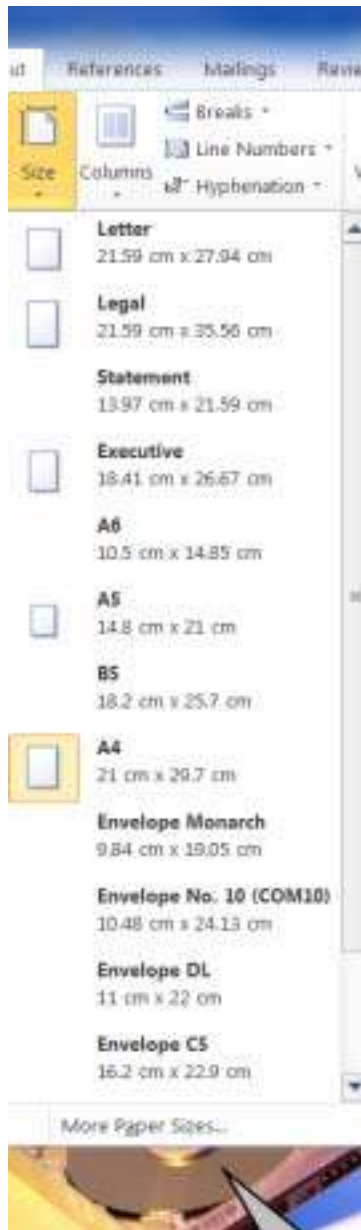 ut References Mailings Revie
Size
Columns
Breaks
Line Numbers
Hyphenation
Letter
21.59 cm x 27.94 cm
Legal
21.59 cm x 35.56 cm
Statement
13.97 cm x 21.59 cm
Executive
18.41 cm x 26.67 cm
A6
10.5 cm x 14.85 cm
A5
14.8 cm x 21 cm
B5
18.2 cm x 25.7 cm
A4
21 cm x 29.7 cm
Envelope Monarch
9.84 cm x 19.05 cm
Envelope No. 10 (COM10)
10.48 cm x 24.13 cm
Envelope DL
11 cm x 22 cm
Envelope C5
16.2 cm x 22.9 cm
More Paper Sizes...